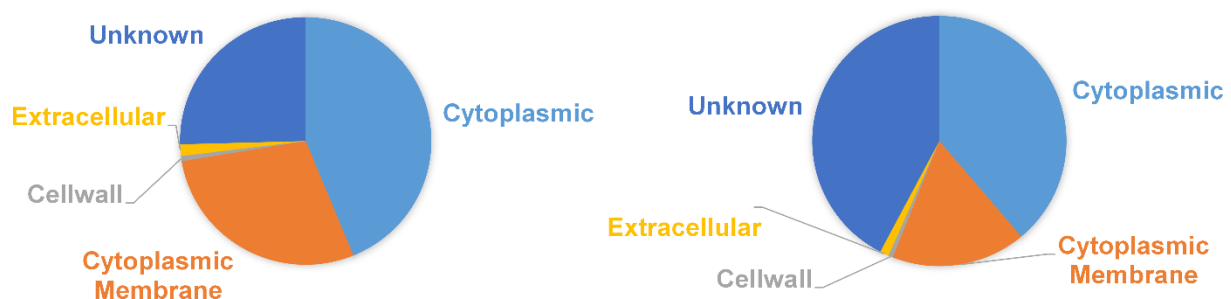 Unknown
Extracellular
Cytoplasmic
Cellwall
Cytoplasmic
Membrane
Unknown
Cytoplasmic
Extracellular
Cellwall
Cytoplasmic
Membrane